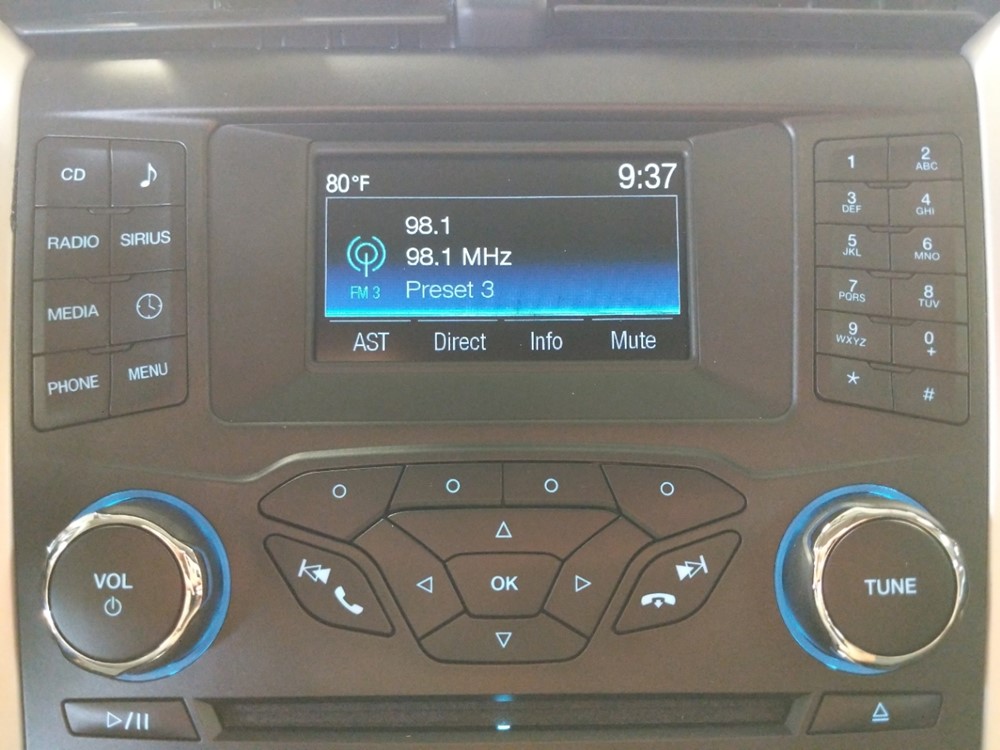 CD
RADIO SIRIUS
MEDIA
PHONE MENU
80°F 9:37
98.1
98.1 MHz
FM 3 Preset 3
AST Direct Info Mute
1 2 ABC
3 DEF 4 GHI
5 JKL 6 MNO
7 PQRS 8 TUV
9 WXYZ 0 +
* #
VOL
OK
TUNE